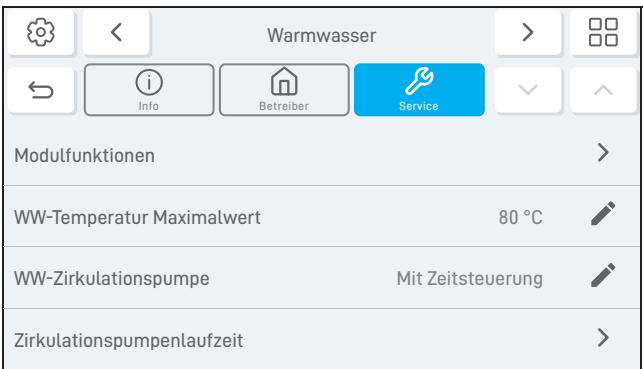 Warmwasser
Info
Betreiber
Service
Modulfunktionen
WW-Temperatur Maximalwert 80 °C
WW-Zirkulationspumpe Mit Zeitsteuerung
Zirkulationspumpenlaufzeit